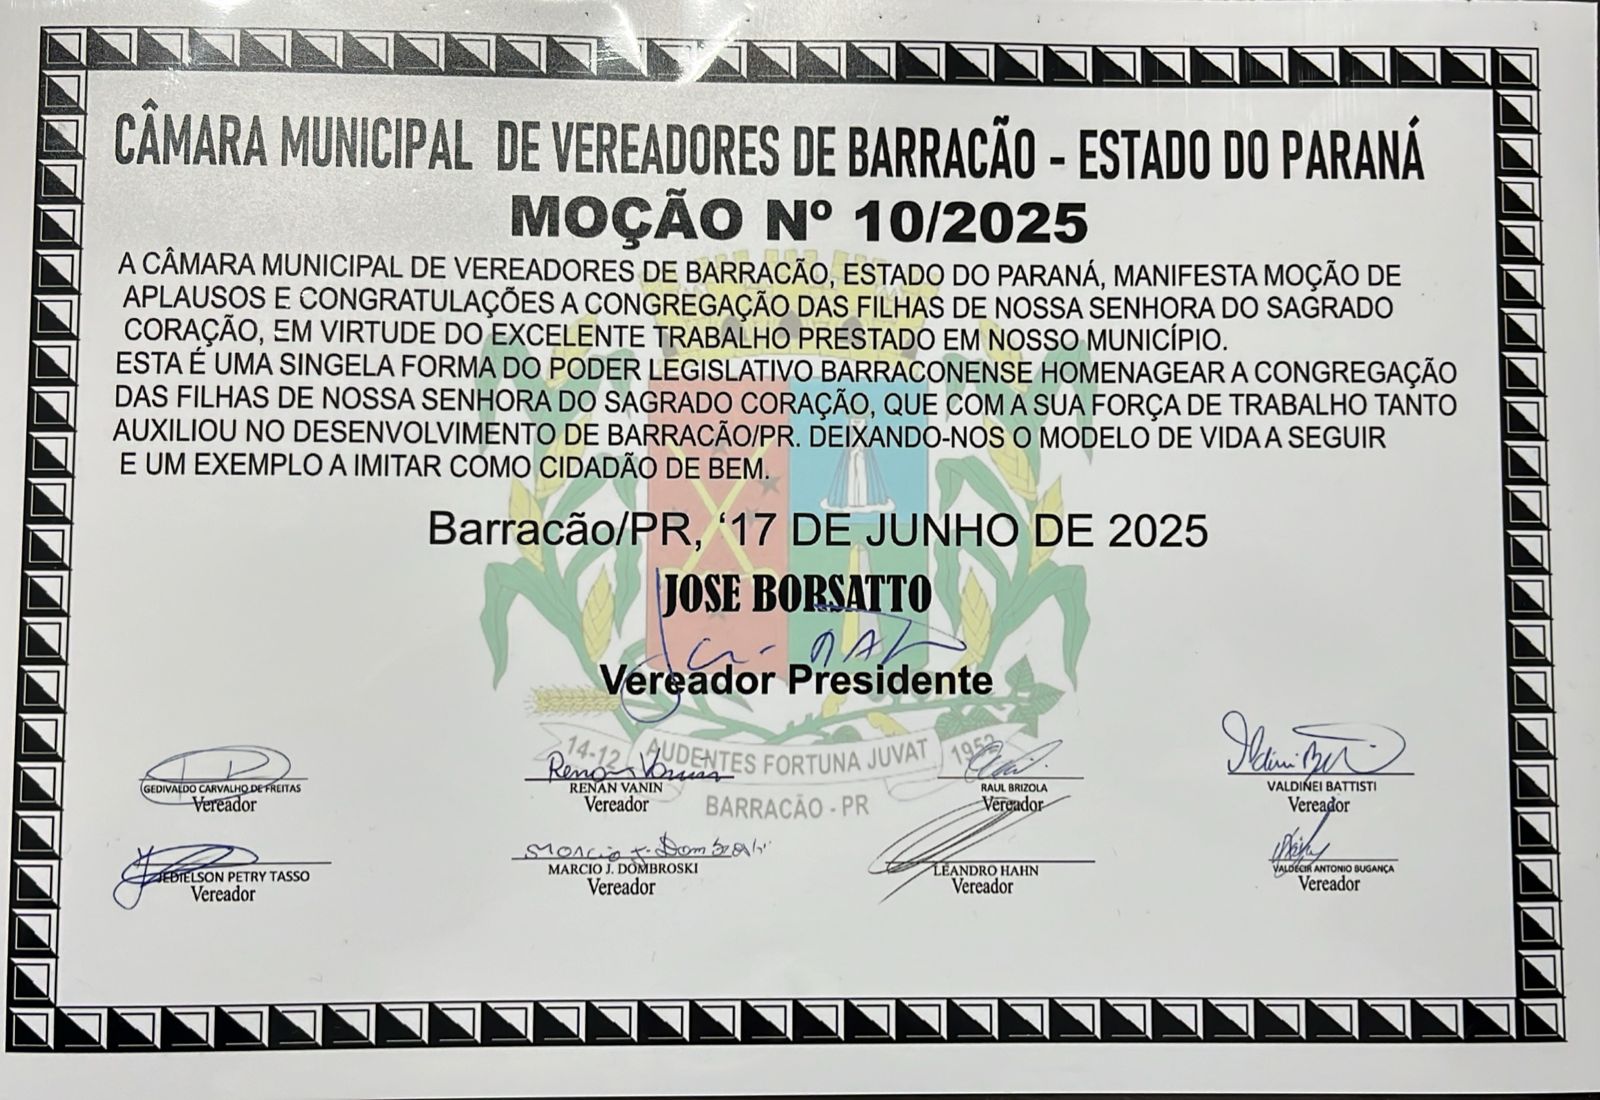 CÂMARA MUNICIPAL DE VEREADORES DE BARRACÃO - ESTADO DO PARANÁ
MOÇÃO Nº 10/2025
A CÂMARA MUNICIPAL DE VEREADORES DE BARRACÃO, ESTADO DO PARANÁ, MANIFESTA MOÇÃO DE
APLAUSOS E CONGRATULAÇÕES A CONGREGAÇÃO DAS FILHAS DE NOSSA SENHORA DO SAGRADO
CORAÇÃO, EM VIRTUDE DO EXCELENTE TRABALHO PRESTADO EM NOSSO MUNICÍPIO.
ESTA É UMA SINGELA FORMA DO PODER LEGISLATIVO BARRACONENSE HOMENAGEAR A CONGREGAÇÃO
DAS FILHAS DE NOSSA SENHORA DO SAGRADO CORAÇÃO, QUE COM A SUA FORÇA DE TRABALHO TANTO
AUXILIOU NO DESENVOLVIMENTO DE BARRACÃO/PR. DEIXANDO-NOS O MODELO DE VIDA A SEGUIR
E UM EXEMPLO A IMITAR COMO CIDADÃO DE BEM.
Barracão/PR, ‘17 DE JUNHO DE 2025
JOSE BORSATTO
Vereador Presidente
14-12 AUDENTES FORTUNA JUVAT 1952
BARRACÃO - PR
Renan Vanin
GEDIVALDO CARVALHO DE FREITAS RENAN VANIN RAUL BRIZOLA VALDINEI BATTISTI
Vereador Vereador Vereador Vereador
Marcio J. Dombroski
JEDIELSON PETRY TASSO MARCIO J. DOMBROSKI LEANDRO HAHN VALDECIR ANTONIO BUGANÇA
Vereador Vereador Vereador Vereador